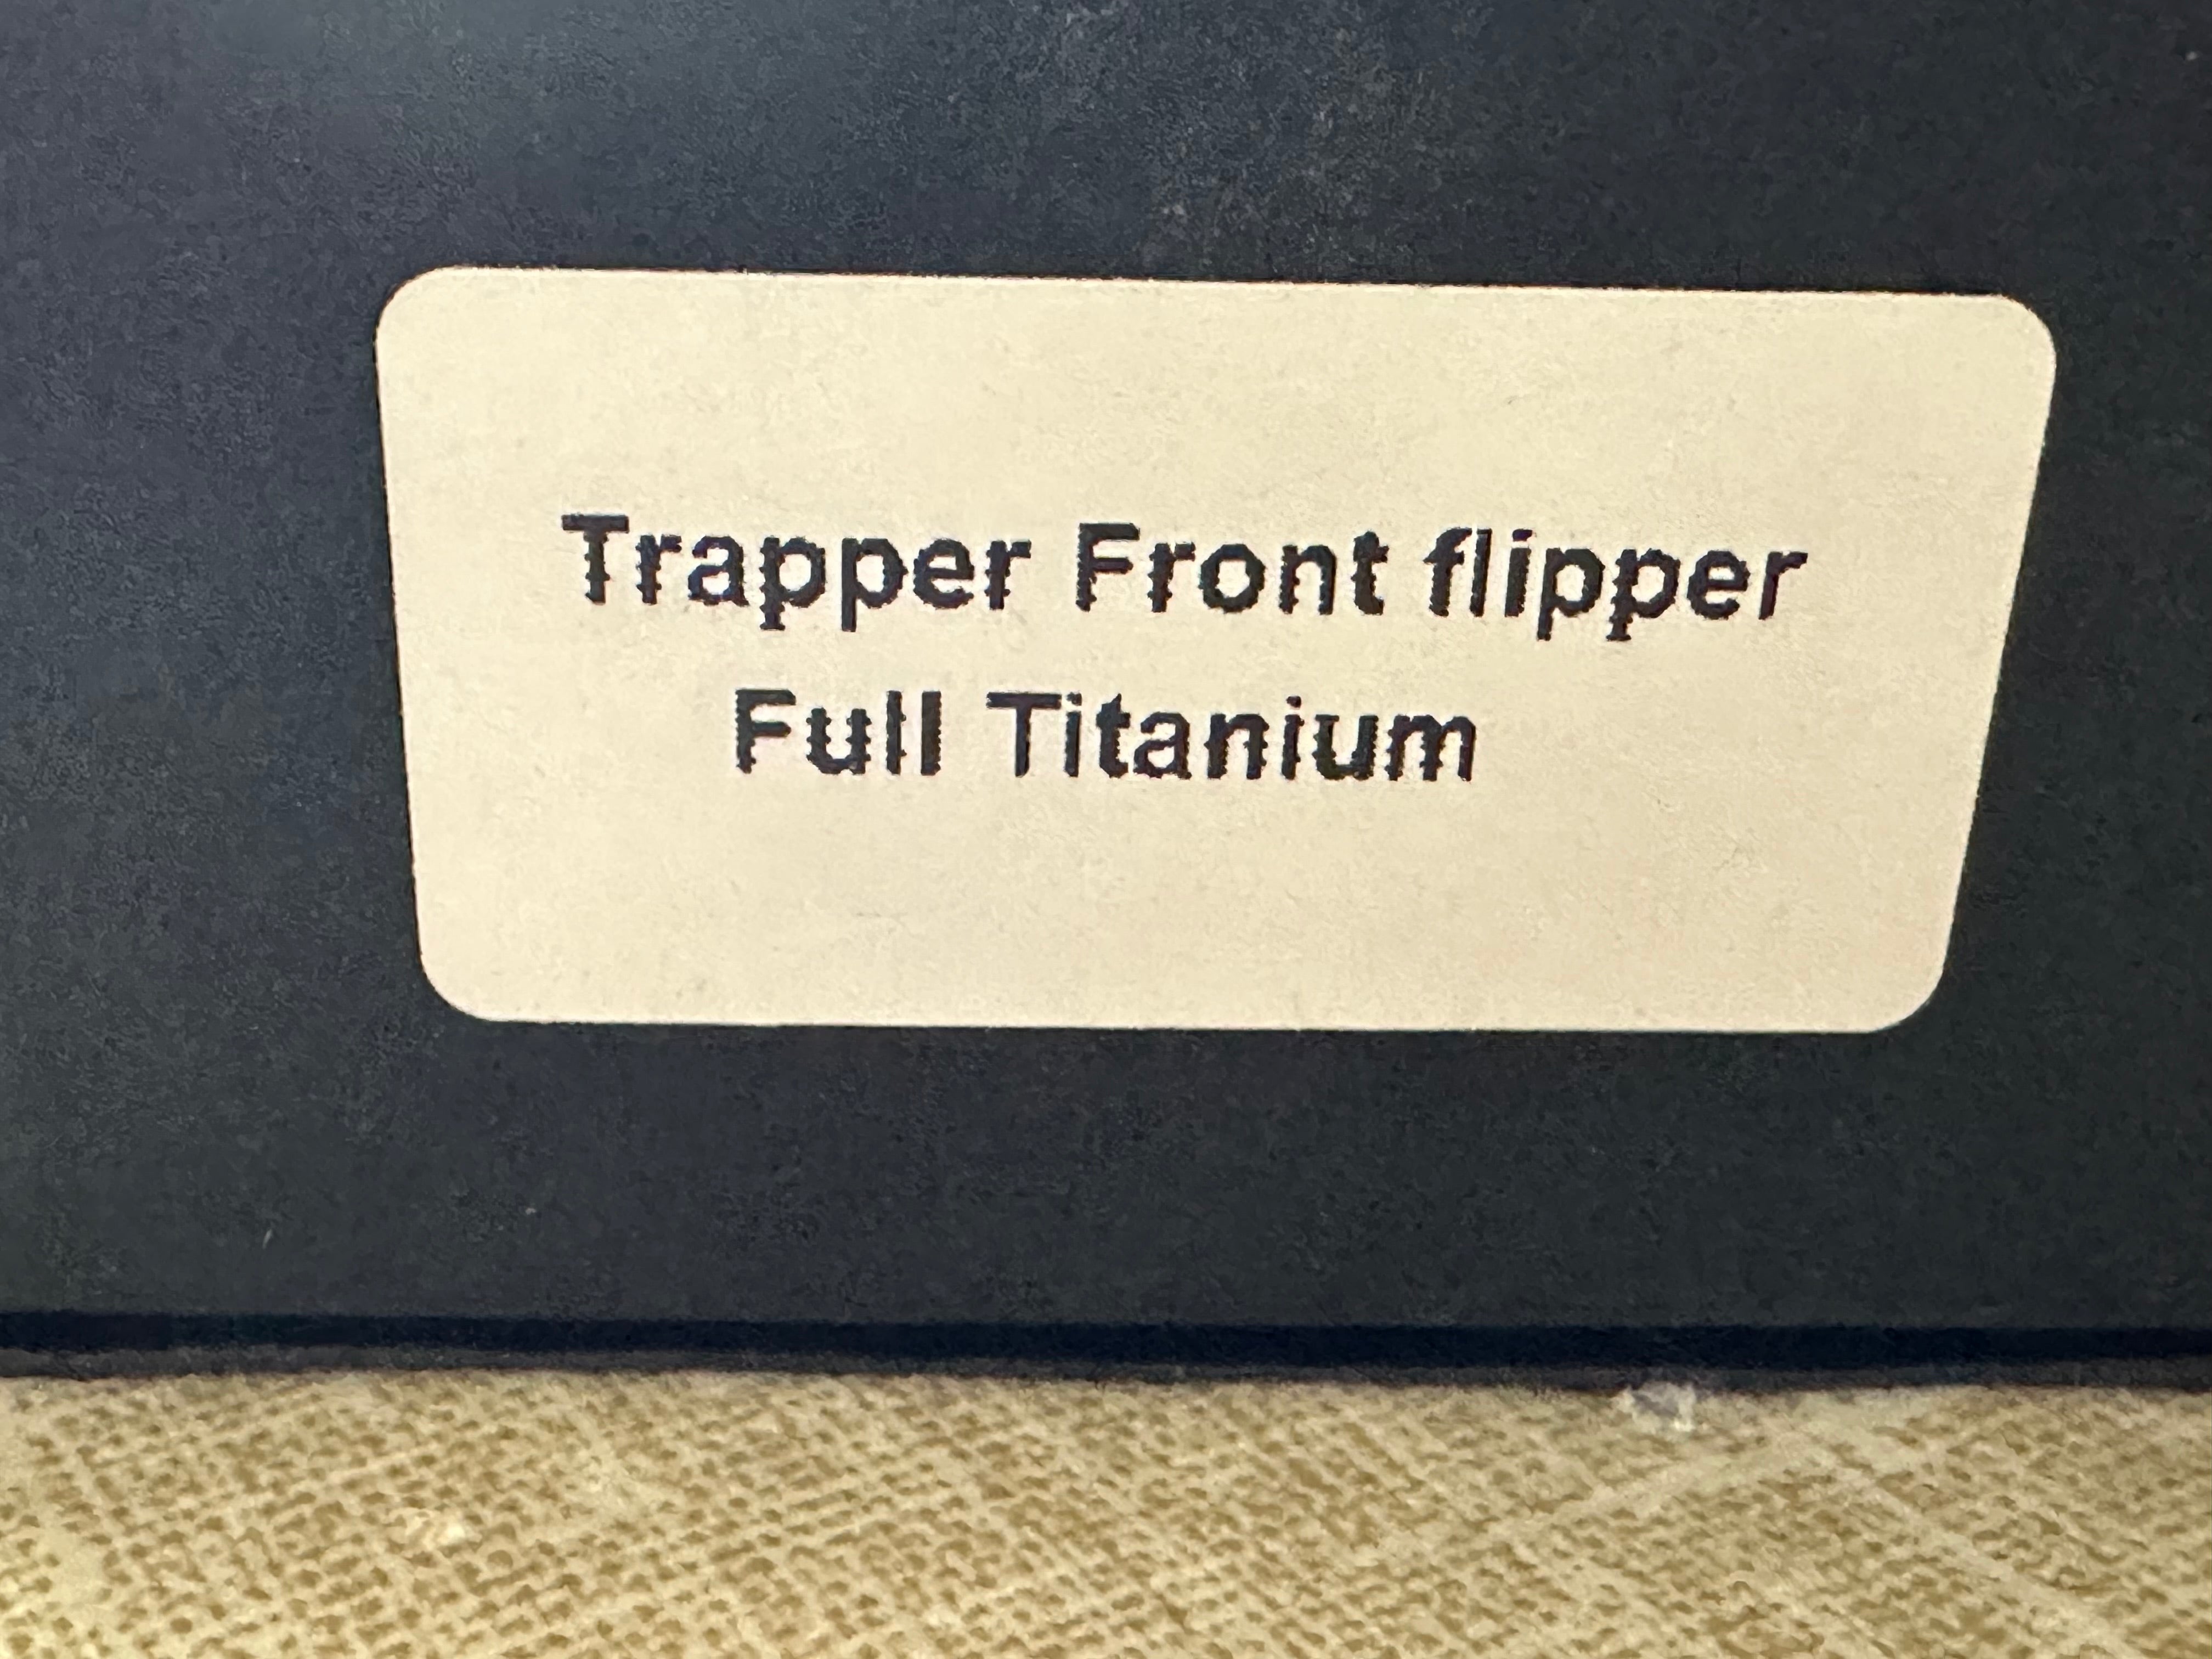 Trapper Front flipper
Full Titanium